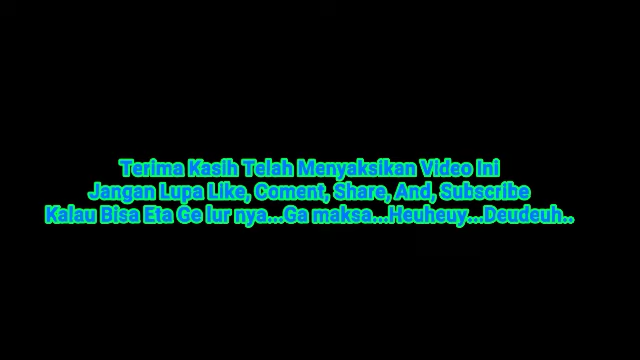 Terima Kasih Telah Menyaksikan Video Ini
Jangan Lupa Like, Coment, Share, And, Subscribe
Kalau Bisa Eta Ge lur nya...Ga maksa...Heuheuy...Deudeuh..